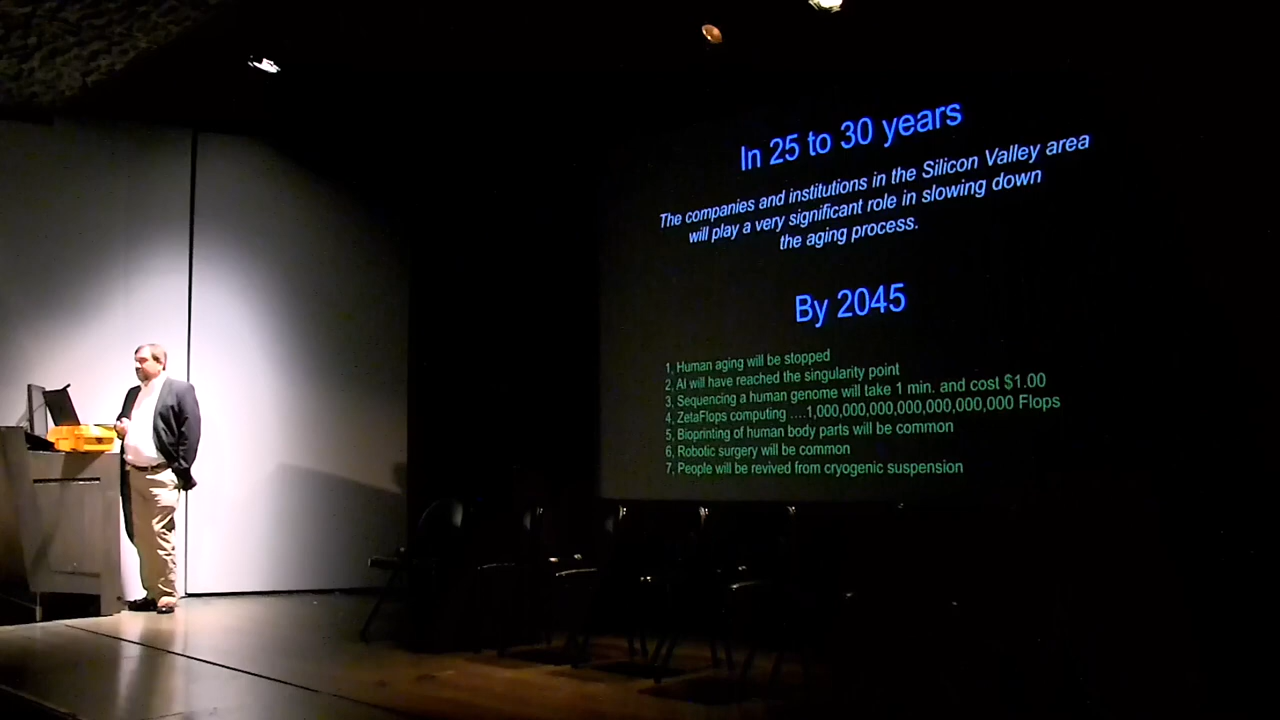 In 25 to 30 years
The companies and institutions in the Silicon Valley area
will play a very significant role in slowing down
the aging process.
By 2045
1, Human aging will be stopped
2, AI will have reached the singularity point
3, Sequencing a human genome will take 1 min. and cost $1.00
4, ZetaFlops computing ....1,000,000,000,000,000,000,000 Flops
5, Bioprinting of human body parts will be common
6, Robotic surgery will be common
7, People will be revived from cryogenic suspension